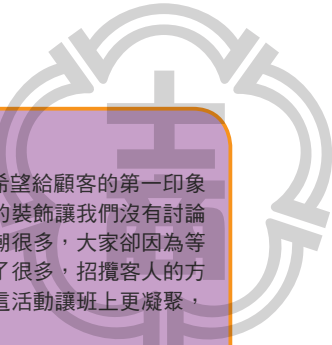 希望給顧客的第一印象
的裝飾讓我們沒有討論
潮很多，大家卻因為等
了很多，招攬客人的方
這活動讓班上更凝聚，